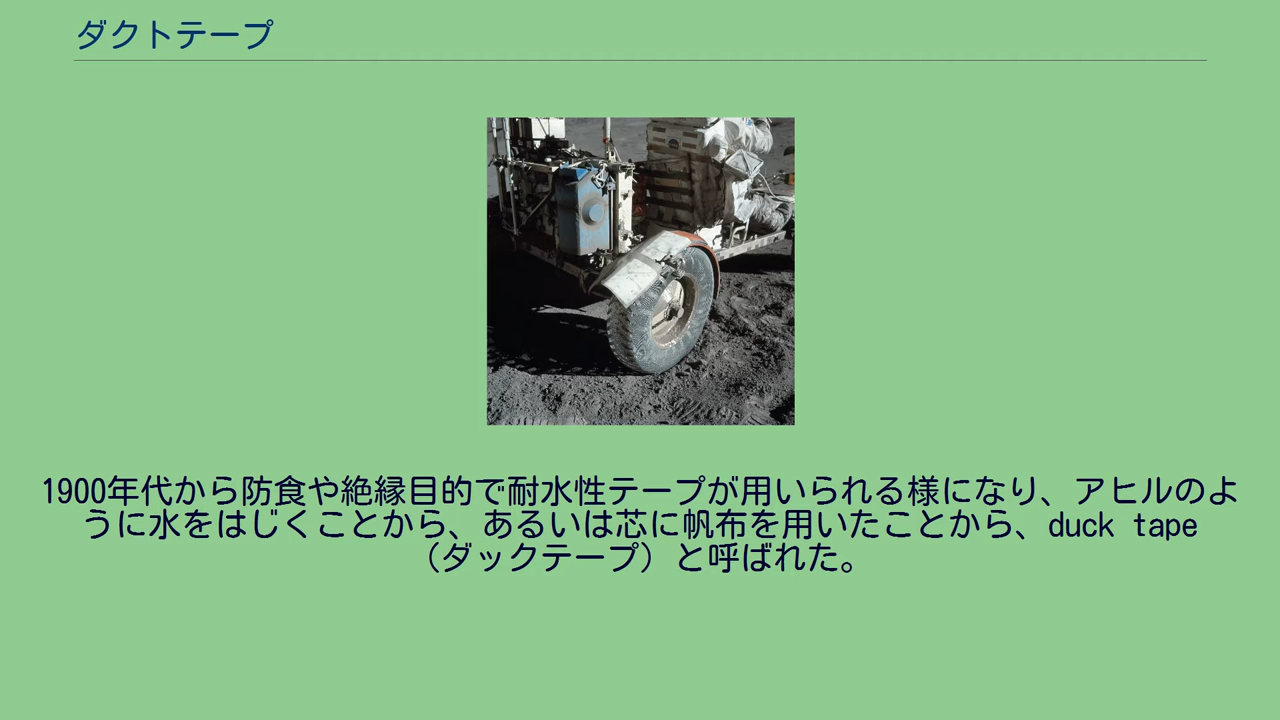 ダクトテープ
1900年代から防食や絶縁目的で耐水性テープが用いられる様になり、アヒルのよ
うに水をはじくことから、あるいは芯に帆布を用いたことから、duck tape
（ダックテープ）と呼ばれた。